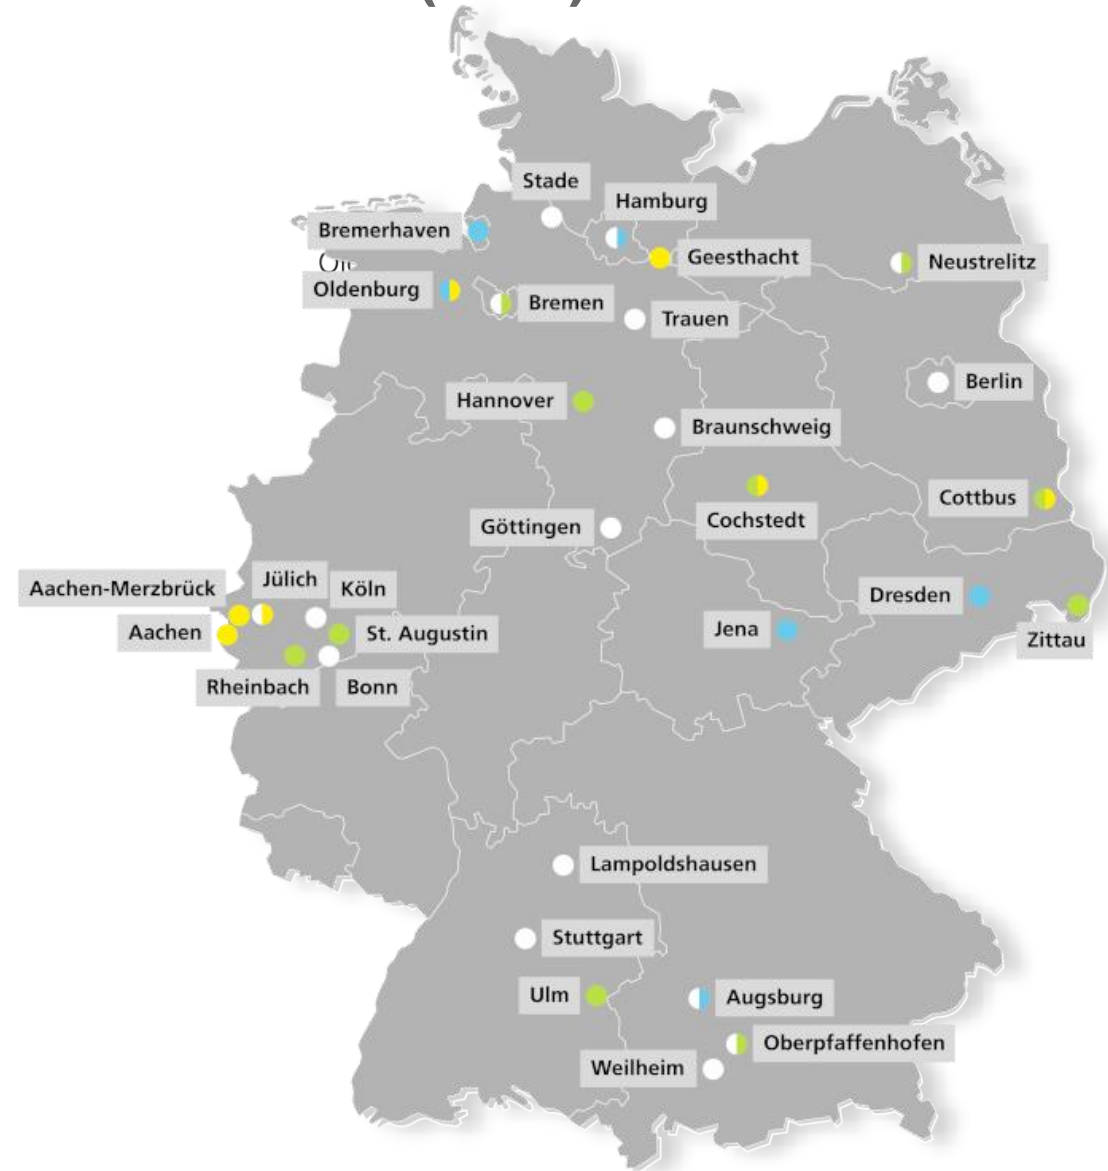 Stade
Hamburg
Bremerhaven
Geesthacht
Neustrelitz
Oldenburg
Bremen
Trauen
Berlin
Hannover
Braunschweig
Cottbus
Cochstedt
Göttingen
Jülich
Aachen-Merzbrück
Köln
Dresden
Jena
Aachen
St. Augustin
Zittau
Rheinbach
Bonn
Lampoldshausen
Stuttgart
Ulm
Augsburg
Oberpfaffenhofen
Weilheim